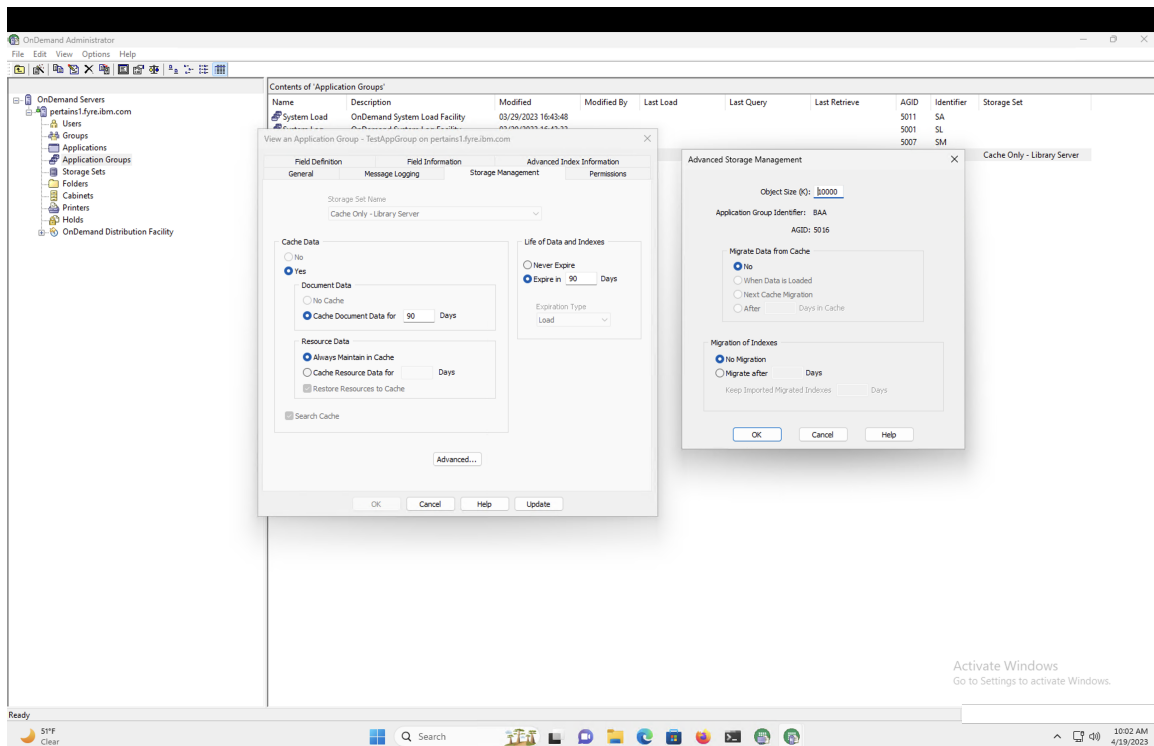 OnDemand Administrator
File Edit View Options Help
Contents of 'Application Groups'
OnDemand Servers
pertains1.fyre.ibm.com
Users
Groups
Applications
Application Groups
Storage Sets
Folders
Cabinets
Printers
Holds
OnDemand Distribution Facility
Name Description Modified Modified By Last Load Last Query Last Retrieve AGID Identifier Storage Set
System Load OnDemand System Load Facility 03/29/2023 16:43:48 5011 SA
5001 SL
5007 SM
Cache Only - Library Server
View an Application Group - TestAppGroup on pertains1.fyre.ibm.com
Field Definition Field Information Advanced Index Information
General Message Logging Storage Management Permissions
Storage Set Name
Cache Only - Library Server
Cache Data
No
Yes
Document Data
No Cache
Cache Document Data for 90 Days
Resource Data
Always Maintain in Cache
Cache Resource Data for Days
Restore Resources to Cache
Search Cache
Life of Data and Indexes
Never Expire
Expire in 90 Days
Expiration Type
Load
Advanced...
OK Cancel Help Update
Advanced Storage Management
Object Size (K): 10000
Application Group Identifier: BAA
AGID: 5016
Migrate Data from Cache
No
When Data is Loaded
Next Cache Migration
After Days in Cache
Migration of Indexes
No Migration
Migrate after Days
Keep Imported Migrated Indexes Days
OK Cancel Help
Activate Windows
Go to Settings to activate Windows.
Ready
51°F
Clear
Search
10:02 AM
4/19/2023